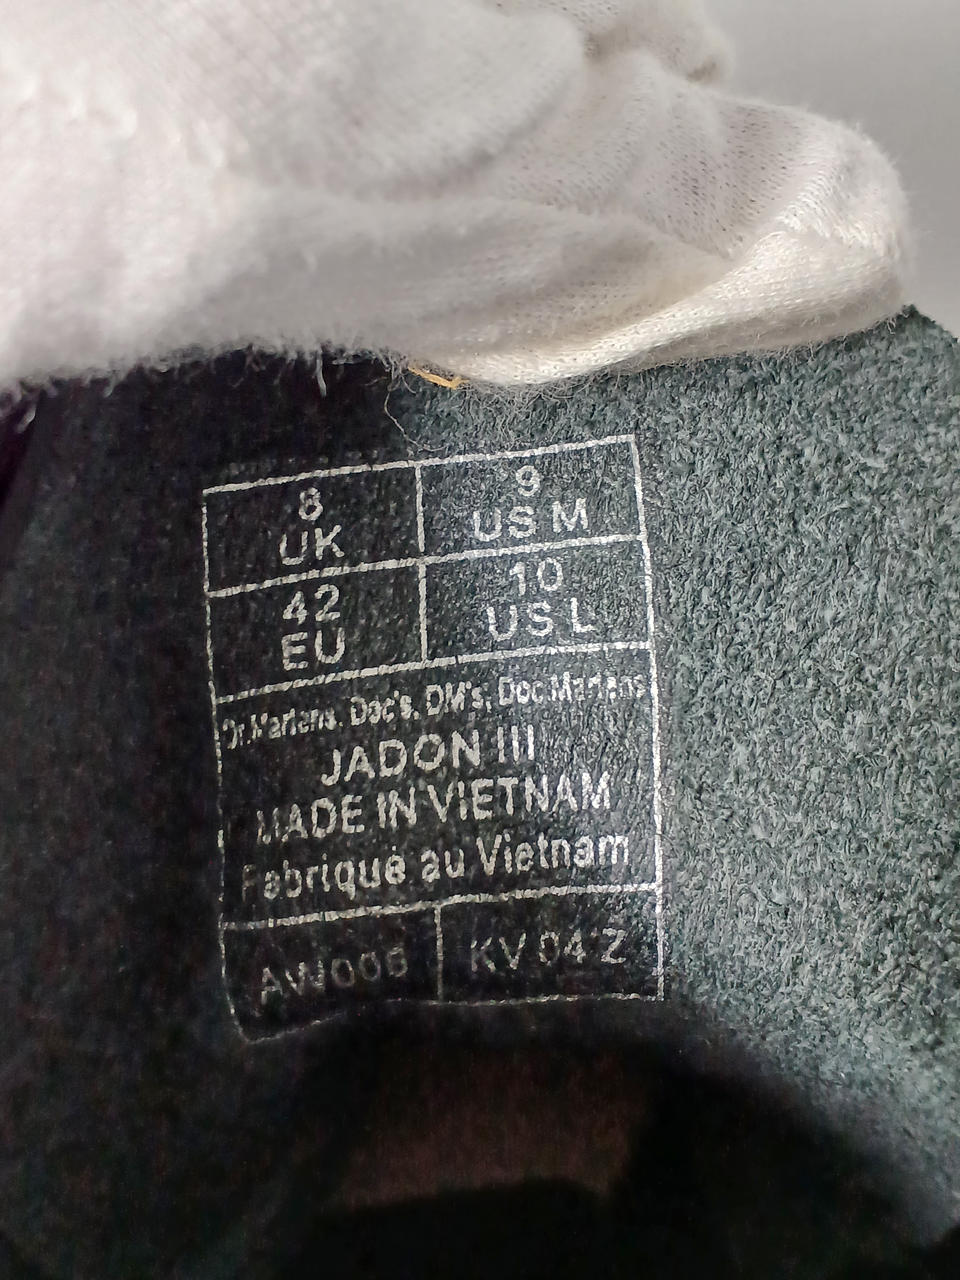 8
UK
9
US M
42
EU
10
US L
Dr.Martens, Doc's, DM's, Doc Martens
JADON III
MADE IN VIETNAM
Fabriqué au Vietnam
AW006
KV 04 Z